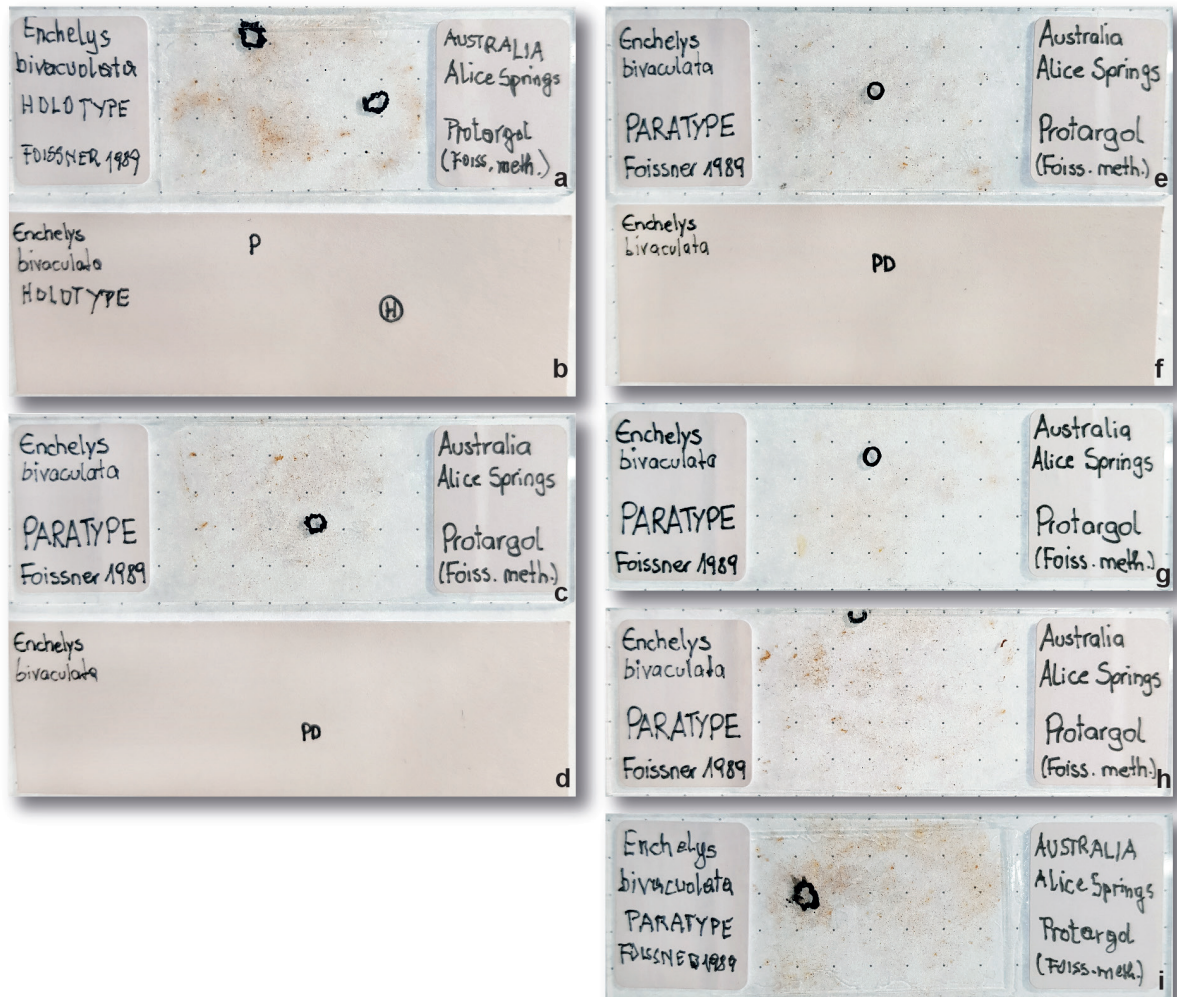 Enchelys
bivacuolata
HOLOTYPE
FOISSNER 1989
AUSTRALIA
Alice Springs
Protargol
(Foiss. meth.)
a
Enchelys
bivaculata
HOLOTYPE
P
H
b
Enchelys
bivaculata
PARATYPE
Foissner 1989
Australia
Alice Springs
Protargol
(Foiss. meth.)
c
Enchelys
bivaculata
PD
d
Enchelys
bivaculata
PARATYPE
Foissner 1989
Australia
Alice Springs
Protargol
(Foiss. meth.)
e
Enchelys
bivaculata
PD
f
Enchelys
bivaculata
PARATYPE
Foissner 1989
Australia
Alice Springs
Protargol
(Foiss. meth.)
g
Enchelys
bivaculata
PARATYPE
Foissner 1989
Australia
Alice Springs
Protargol
(Foiss. meth.)
h
Enchelys
bivacuolata
PARATYPE
FOISSNER 1989
AUSTRALIA
Alice Springs
Protargol
(Foiss.meth.)
i